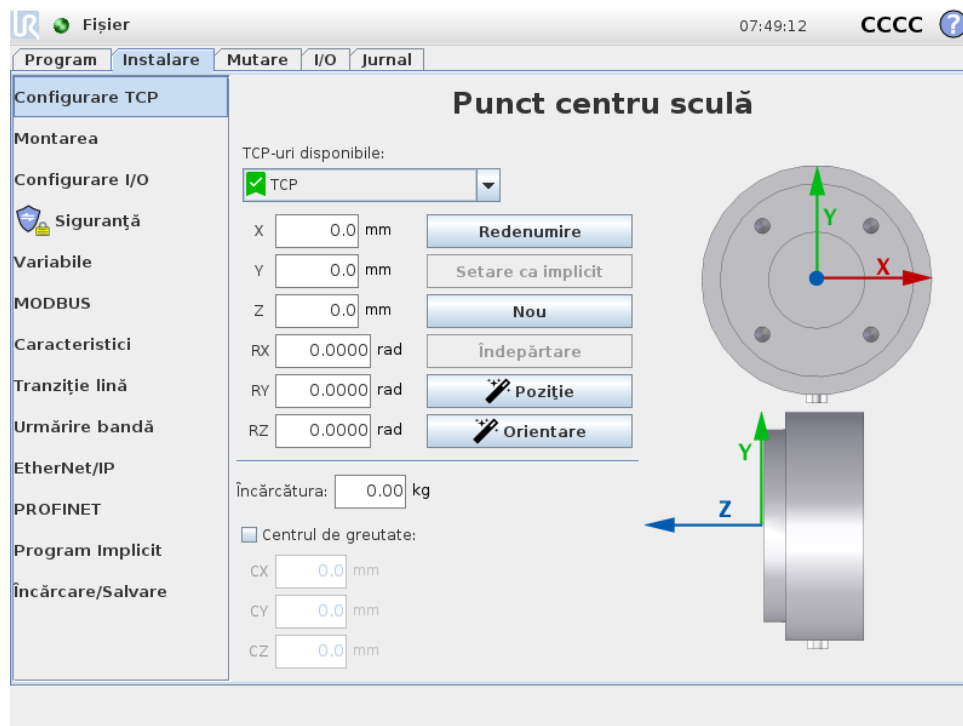 UR Fișier 07:49:12 CCCC ?
Program Instalare Mutare I/O Jurnal
Configurare TCP
Montarea
Configurare I/O
Siguranţă
Variabile
MODBUS
Caracteristici
Tranziție lină
Urmărire bandă
EtherNet/IP
PROFINET
Program Implicit
Încărcare/Salvare
Punct centru sculă
TCP-uri disponibile:
TCP
X 0.0 mm Redenumire
Y 0.0 mm Setare ca implicit
Z 0.0 mm Nou
RX 0.0000 rad Îndepărtare
RY 0.0000 rad Poziţie
RZ 0.0000 rad Orientare
Încărcătura: 0.00 kg
Centrul de greutate:
CX 0.0 mm
CY 0.0 mm
CZ 0.0 mm
Y
X
Y
Z